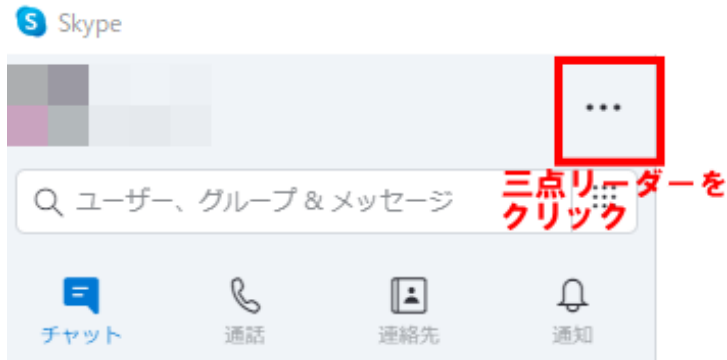 Skype
ユーザー、グループ & メッセージ
三点リーダーを
クリック
チャット 通話 連絡先 通知